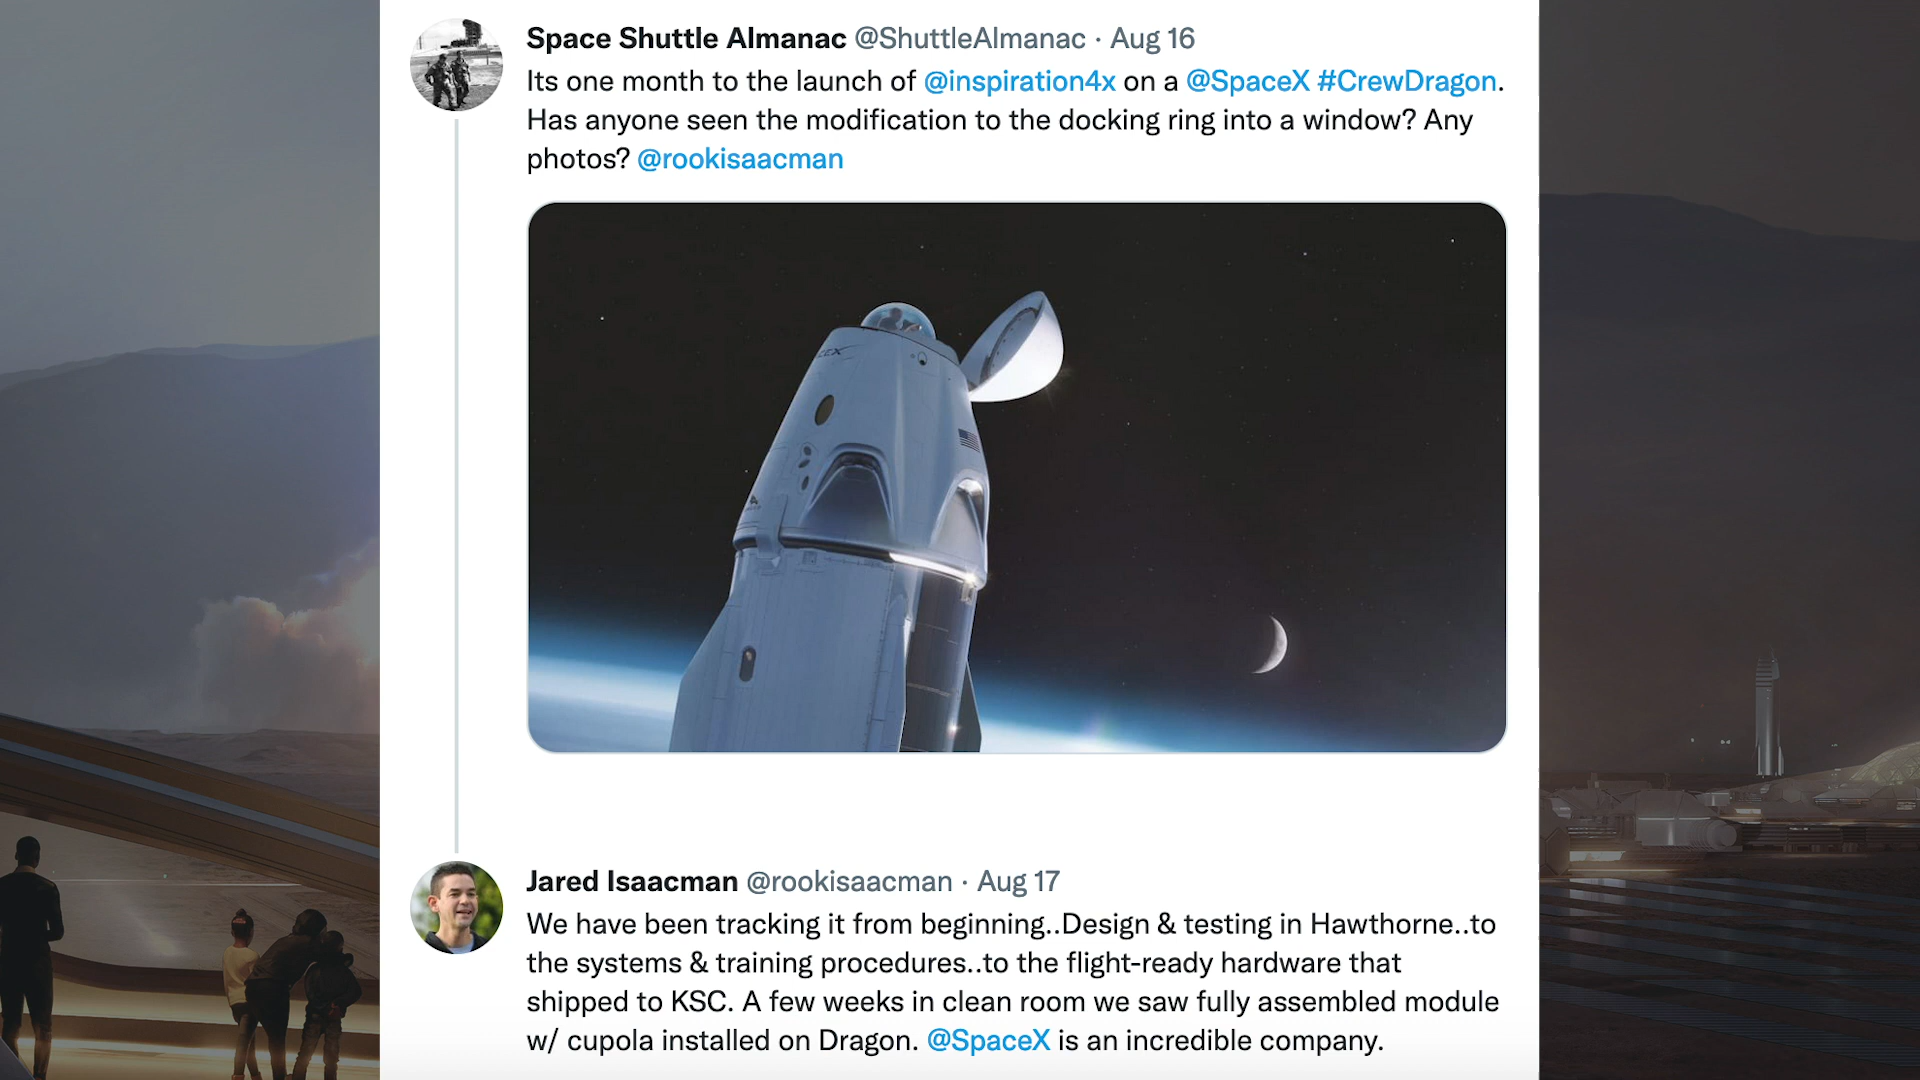 Space Shuttle Almanac @ShuttleAlmanac · Aug 16
Its one month to the launch of @inspiration4x on a @SpaceX #CrewDragon.
Has anyone seen the modification to the docking ring into a window? Any
photos? @rookisaacman
Jared Isaacman @rookisaacman · Aug 17
We have been tracking it from beginning..Design & testing in Hawthorne..to
the systems & training procedures..to the flight-ready hardware that
shipped to KSC. A few weeks in clean room we saw fully assembled module
w/ cupola installed on Dragon. @SpaceX is an incredible company.